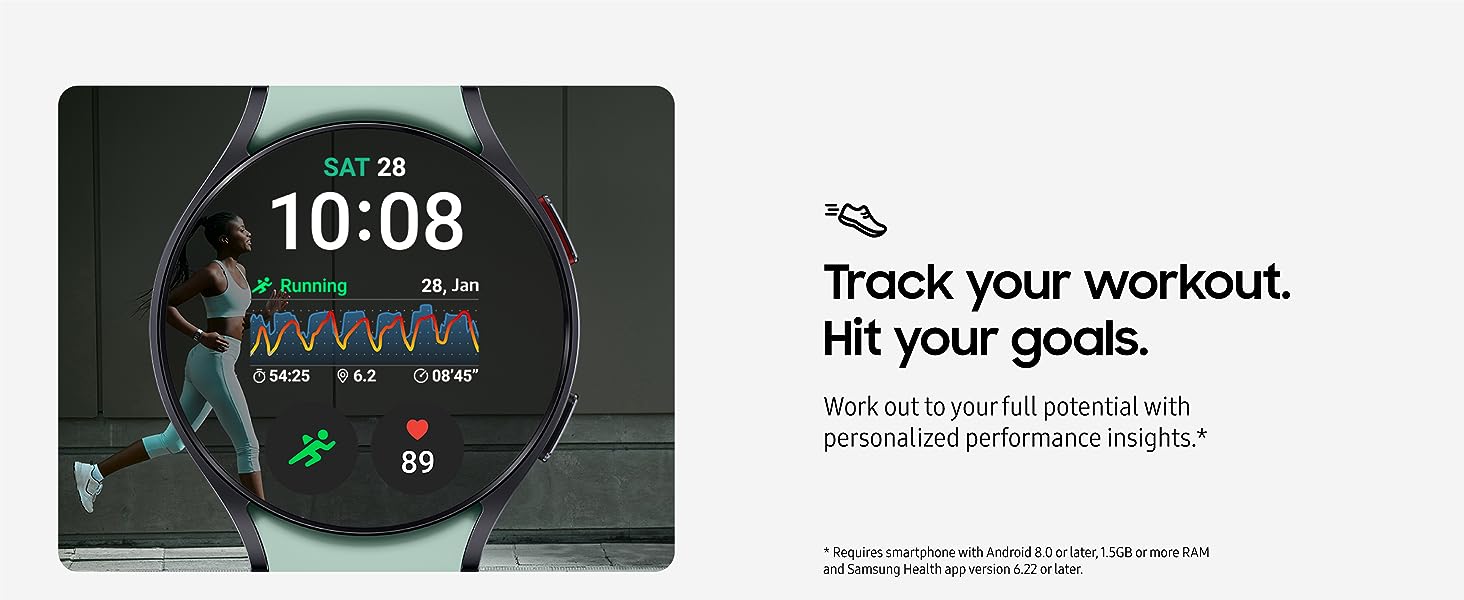 SAT 28
10:08
Running 28, Jan
54:25 6.2 08'45”
89
Track your workout.
Hit your goals.
Work out to your full potential with
personalized performance insights.*
* Requires smartphone with Android 8.0 or later, 1.5GB or more RAM
and Samsung Health app version 6.22 or later.